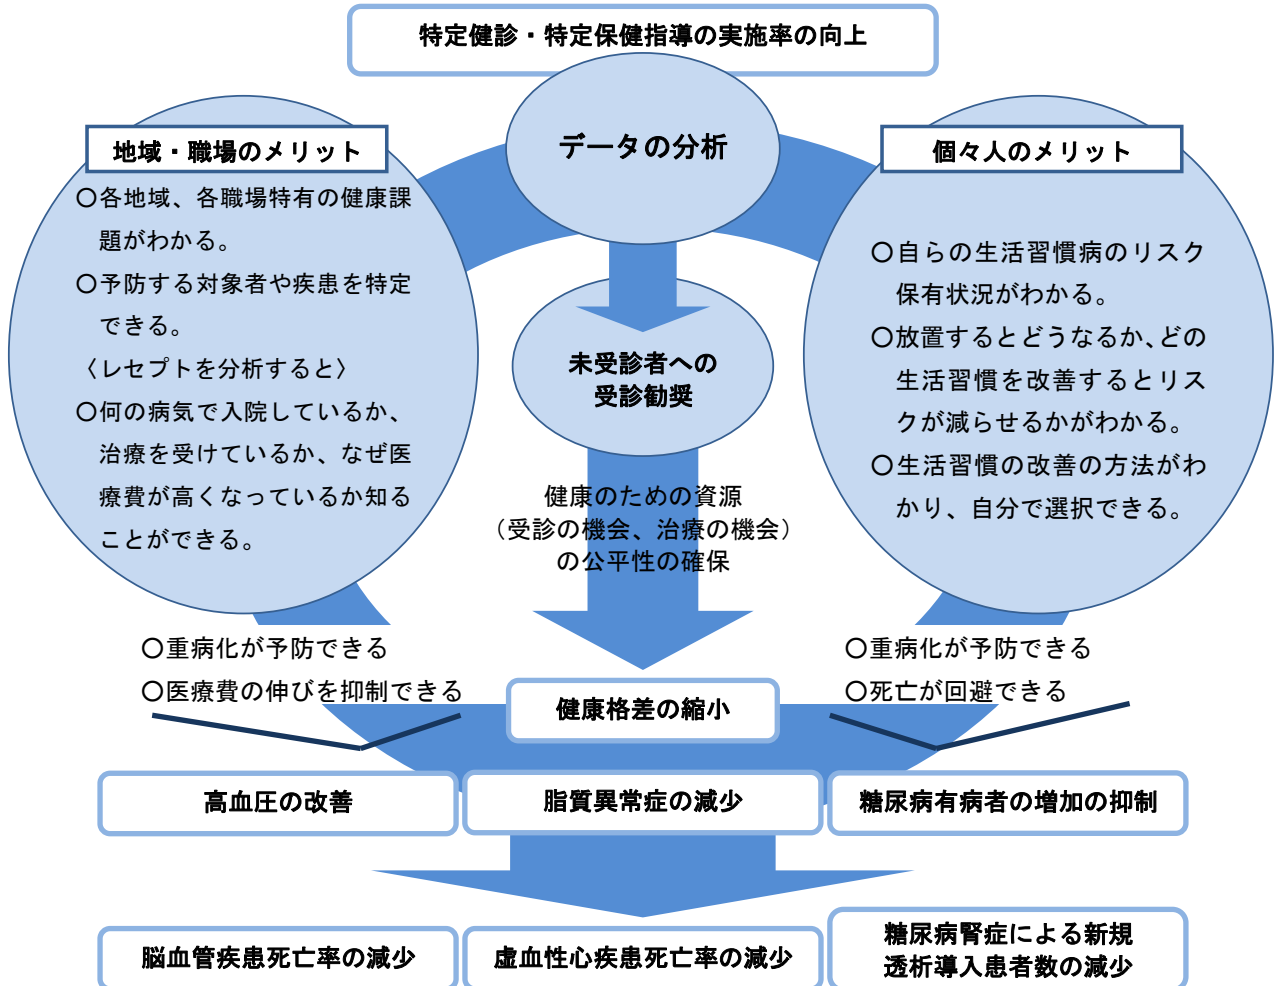 特定健診・特定保健指導の実施率の向上
データの分析
地域・職場のメリット
○各地域、各職場特有の健康課
題がわかる。
○予防する対象者や疾患を特定
できる。
〈レセプトを分析すると〉
○何の病気で入院しているか、
治療を受けているか、なぜ医
療費が高くなっているか知る
ことができる。
個々人のメリット
○自らの生活習慣病のリスク
保有状況がわかる。
○放置するとどうなるか、どの
生活習慣を改善するとリス
クが減らせるかがわかる。
○生活習慣の改善の方法がわ
かり、自分で選択できる。
未受診者への
受診勧奨
健康のための資源
（受診の機会、治療の機会）
の公平性の確保
○重病化が予防できる
○医療費の伸びを抑制できる
○重病化が予防できる
○死亡が回避できる
健康格差の縮小
高血圧の改善
脂質異常症の減少
糖尿病有病者の増加の抑制
脳血管疾患死亡率の減少
虚血性心疾患死亡率の減少
糖尿病腎症による新規
透析導入患者数の減少